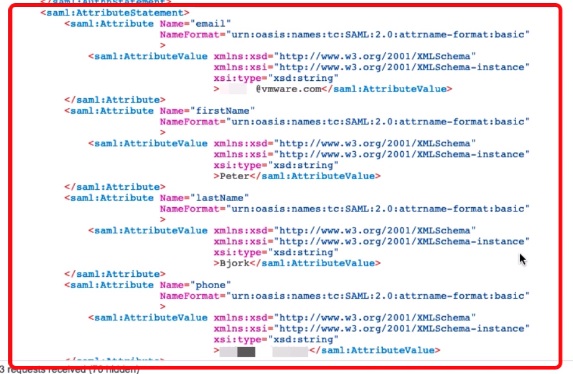 <saml:AttributeStatement>
<saml:Attribute Name="email"
NameFormat="urn:oasis:names:tc:SAML:2.0:attrname-format:basic"
>
<saml:AttributeValue xmlns:xsd="http://www.w3.org/2001/XMLSchema"
xmlns:xsi="http://www.w3.org/2001/XMLSchema-instance"
xsi:type="xsd:string"
> @vmware.com</saml:AttributeValue>
</saml:Attribute>
<saml:Attribute Name="firstName"
NameFormat="urn:oasis:names:tc:SAML:2.0:attrname-format:basic"
>
<saml:AttributeValue xmlns:xsd="http://www.w3.org/2001/XMLSchema"
xmlns:xsi="http://www.w3.org/2001/XMLSchema-instance"
xsi:type="xsd:string"
>Peter</saml:AttributeValue>
</saml:Attribute>
<saml:Attribute Name="lastName"
NameFormat="urn:oasis:names:tc:SAML:2.0:attrname-format:basic"
>
<saml:AttributeValue xmlns:xsd="http://www.w3.org/2001/XMLSchema"
xmlns:xsi="http://www.w3.org/2001/XMLSchema-instance"
xsi:type="xsd:string"
>Bjork</saml:AttributeValue>
</saml:Attribute>
<saml:Attribute Name="phone"
NameFormat="urn:oasis:names:tc:SAML:2.0:attrname-format:basic"
>
<saml:AttributeValue xmlns:xsd="http://www.w3.org/2001/XMLSchema"
xmlns:xsi="http://www.w3.org/2001/XMLSchema-instance"
xsi:type="xsd:string"
> </saml:AttributeValue>
3 requests received (70 hidden)